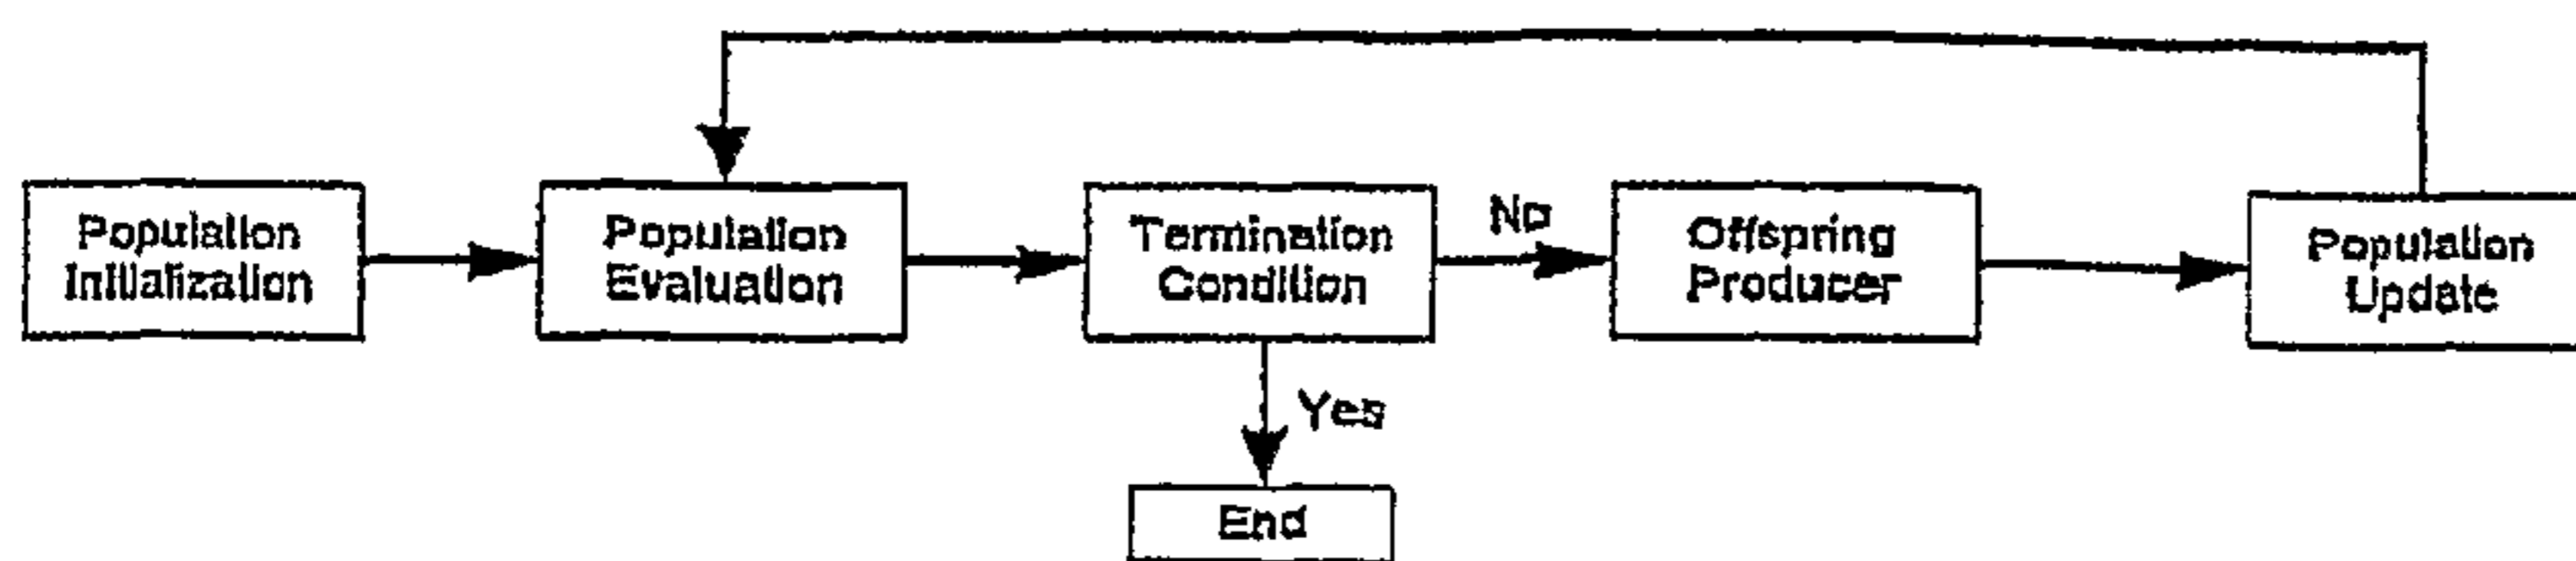 Population
Initialization
Population
Evaluation
Termination
Condition
No
Offspring
Producer
Population
Update
Yes
End